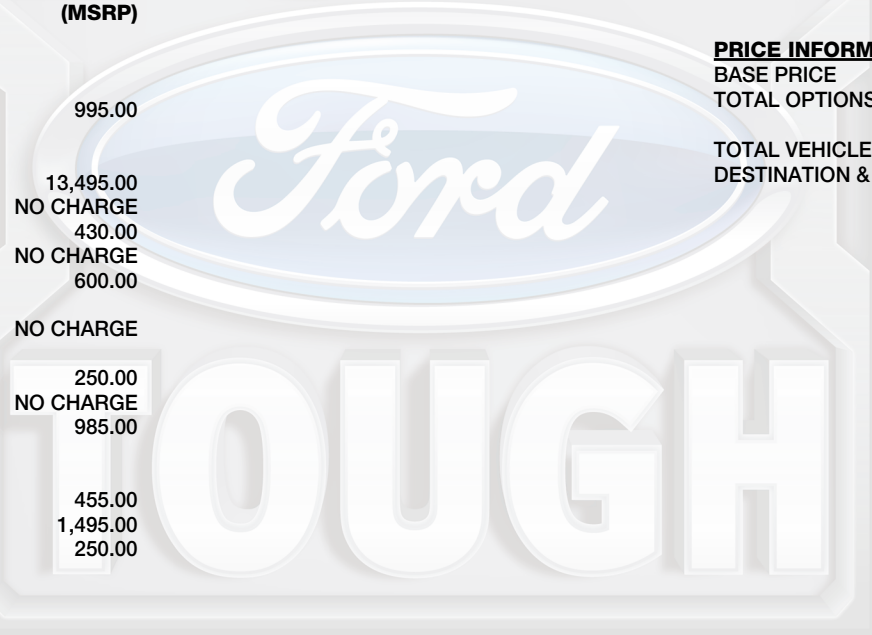 (MSRP)
PRICE INFORM
BASE PRICE
995.00
TOTAL OPTIONS
TOTAL VEHICLE
DESTINATION &
13,495.00
NO CHARGE
430.00
NO CHARGE
600.00
NO CHARGE
250.00
NO CHARGE
985.00
455.00
1,495.00
250.00
Ford
TOUGH